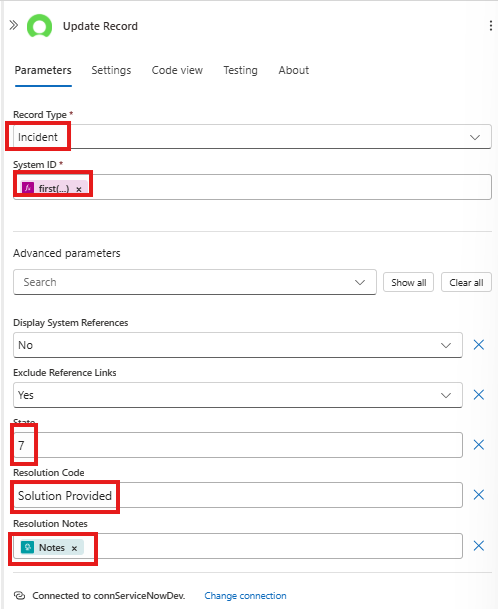 Update Record
Parameters Settings Code view Testing About
Record Type *
Incident
System ID *
fx first(...) ×
Advanced parameters
Search Show all Clear all
Display System References
No
Exclude Reference Links
Yes
State
7
Resolution Code
Solution Provided
Resolution Notes
Notes ×
Connected to connServiceNowDev. Change connection